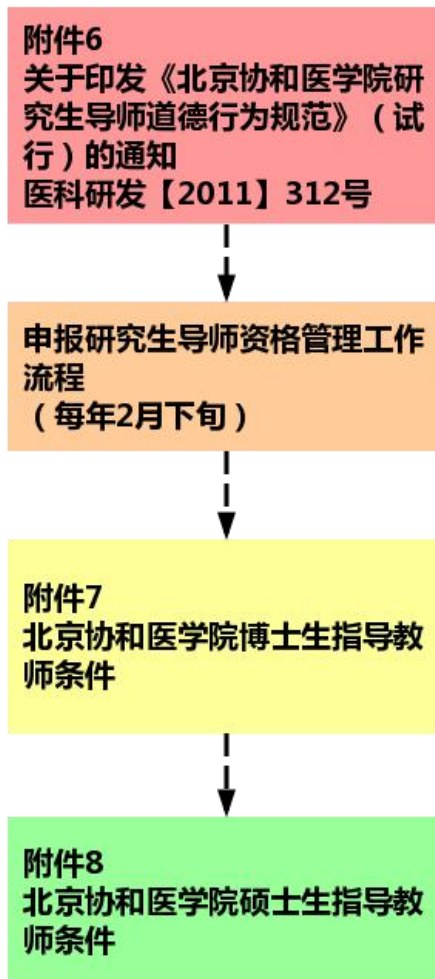 附件6
关于印发《北京协和医学院研
究生导师道德行为规范》（试
行）的通知
医科研发【2011】312号
申报研究生导师资格管理工作
流程
（每年2月下旬）
附件7
北京协和医学院博士生指导教
师条件
附件8
北京协和医学院硕士生指导教
师条件